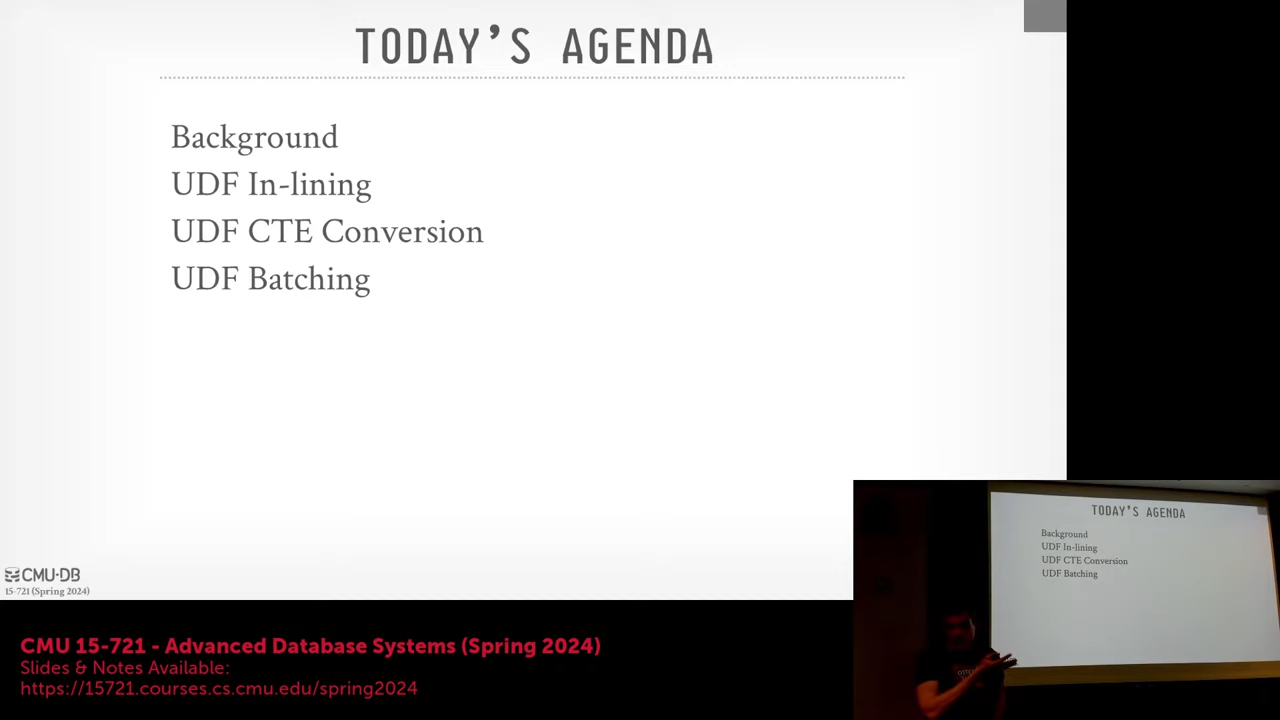 TODAY'S AGENDA
Background
UDF In-lining
UDF CTE Conversion
UDF Batching
CMU·DB
15-721 (Spring 2024)
CMU 15-721 - Advanced Database Systems (Spring 2024)
Slides & Notes Available:
https://15721.courses.cs.cmu.edu/spring2024
TODAY'S AGENDA
Background
UDF In-lining
UDF CTE Conversion
UDF Batching